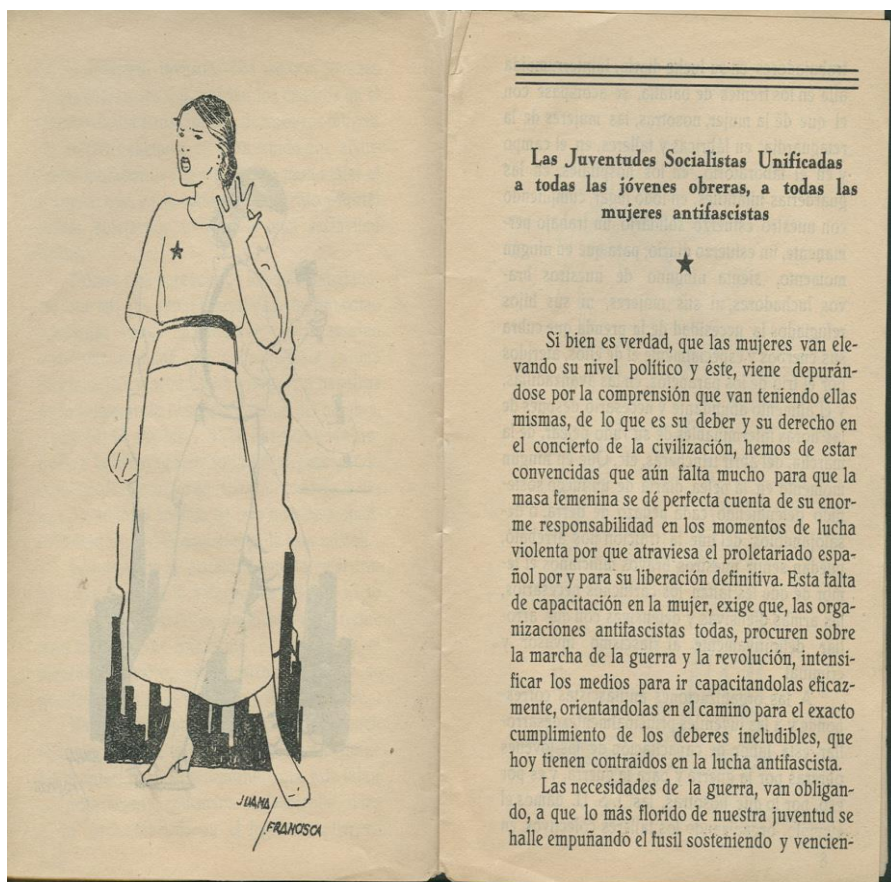 JUANA
FRANCISCA
Las Juventudes Socialistas Unificadas
a todas las jóvenes obreras, a todas las
mujeres antifascistas
Si bien es verdad, que las mujeres van ele-
vando su nivel político y éste, viene depurán-
dose por la comprensión que van teniendo ellas
mismas, de lo que es su deber y su derecho en
el concierto de la civilización, hemos de estar
convencidas que aún falta mucho para que la
masa femenina se dé perfecta cuenta de su enor-
me responsabilidad en los momentos de lucha
violenta por que atraviesa el proletariado espa-
ñol por y para su liberación definitiva. Esta falta
de capacitación en la mujer, exige que, las orga-
nizaciones antifascistas todas, procuren sobre
la marcha de la guerra y la revolución, intensi-
ficar los medios para ir capacitandolas eficaz-
mente, orientandolas en el camino para el exacto
cumplimiento de los deberes ineludibles, que
hoy tienen contraidos en la lucha antifascista.
Las necesidades de la guerra, van obligan-
do, a que lo más florido de nuestra juventud se
halle empuñando el fusil sosteniendo y vencien-